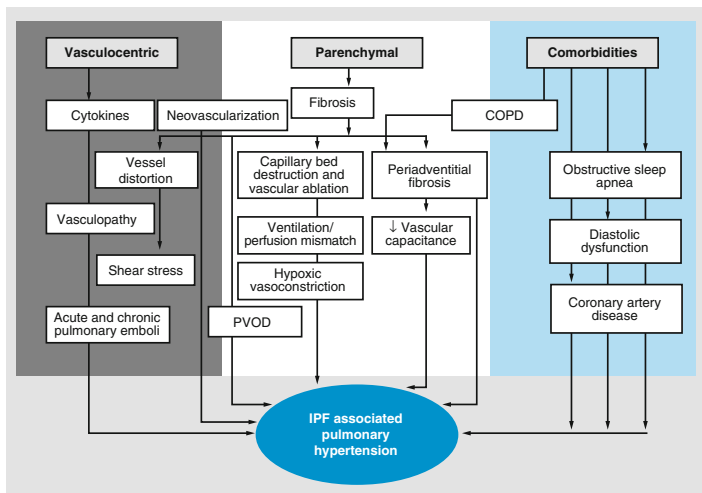 Vasculocentric
Parenchymal
Comorbidities
Cytokines
Neovascularization
Fibrosis
COPD
Vessel
distortion
Capillary bed
destruction and
vascular ablation
Periadventitial
fibrosis
Obstructive sleep
apnea
Vasculopathy
Ventilation/
perfusion mismatch
↓ Vascular
capacitance
Diastolic
dysfunction
Shear stress
Hypoxic
vasoconstriction
Coronary artery
disease
Acute and chronic
pulmonary emboli
PVOD
IPF associated
pulmonary
hypertension